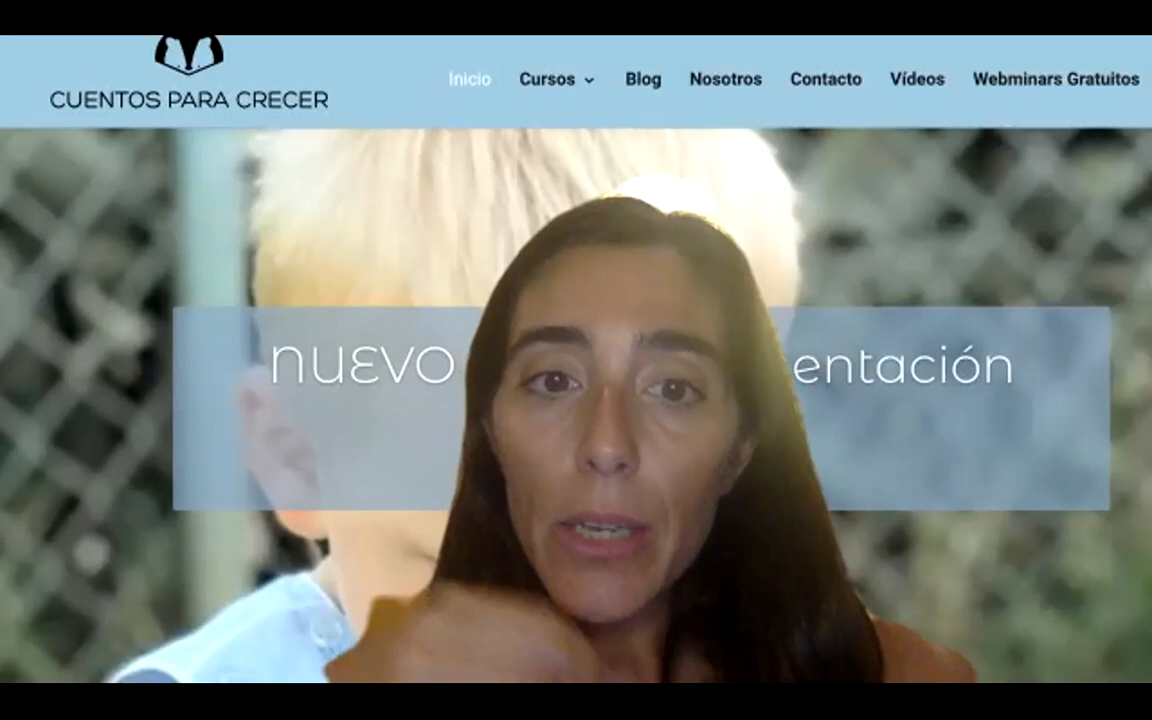 CUENTOS PARA CRECER
Inicio Cursos Blog Nosotros Contacto Vídeos Webminars Gratuitos
NUEVO entación